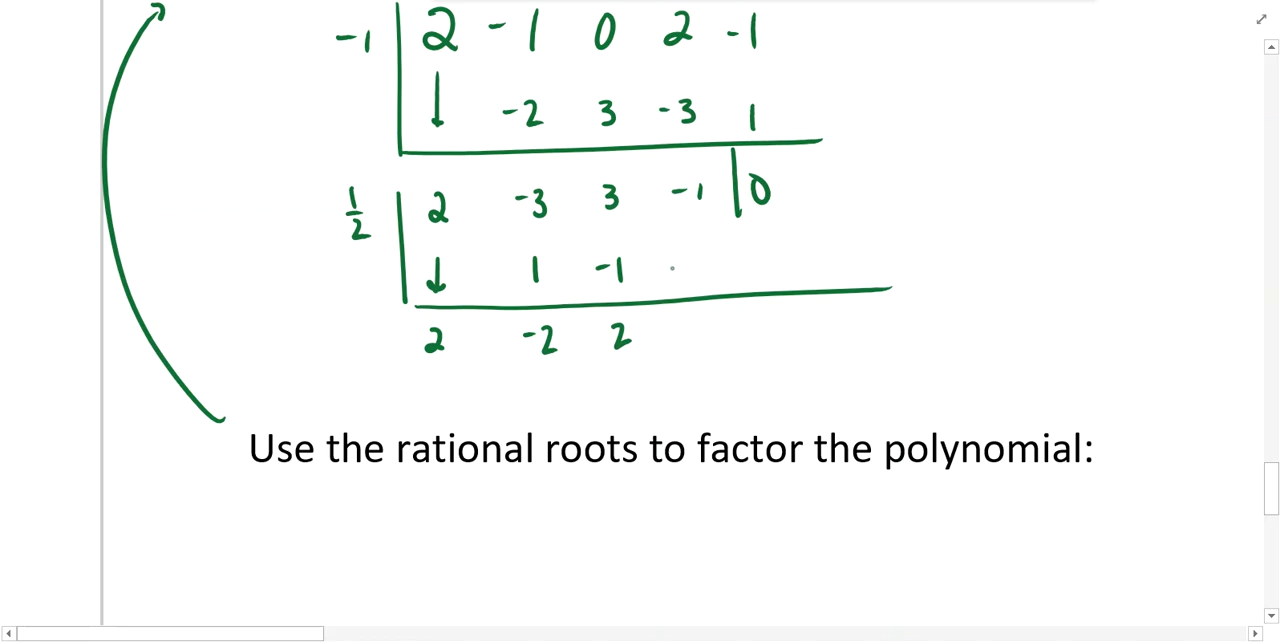 -1 2 -1 0 2 -1
-2 3 -3 1
1/2 2 -3 3 -1 0
1 -1
2 -2 2
Use the rational roots to factor the polynomial: